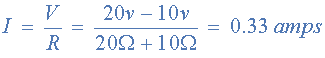 I = V/R = (20v − 10v)/(20Ω + 10Ω) = 0.33 amps